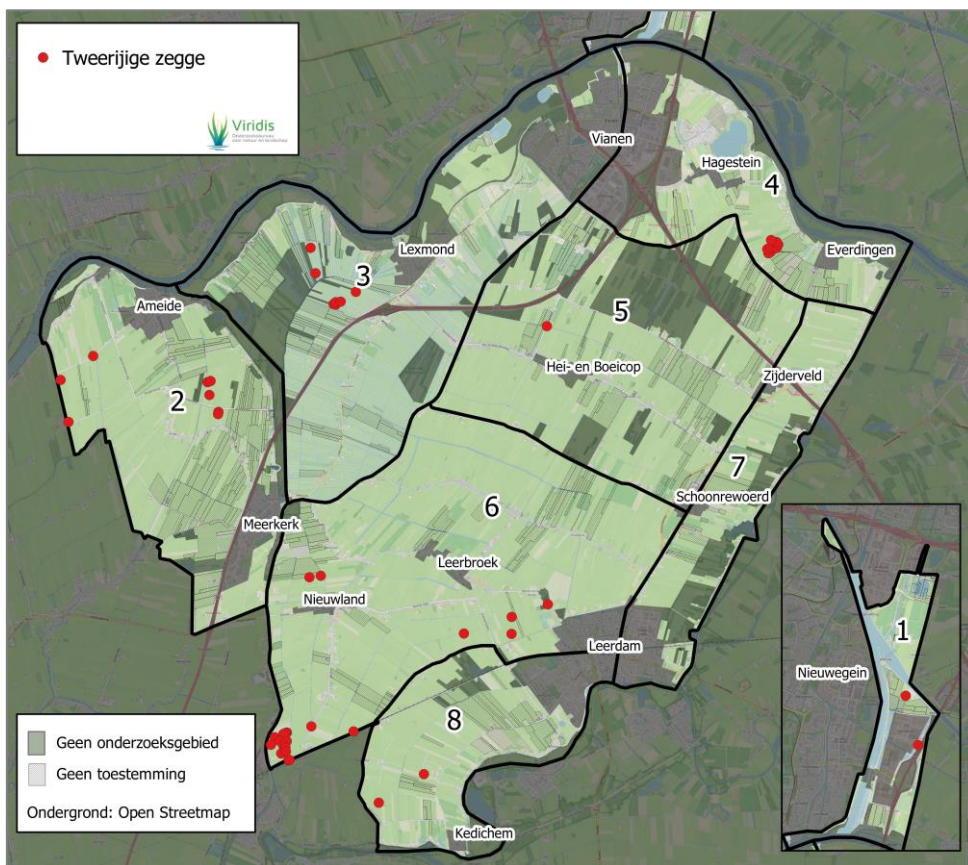 Tweerijige zegge
Viridis
Vianen
Hagestein
4
Everdingen
Lexmond
3
Ameide
5
2
Hei- en Boeicop
Zijderveld
7
6
Schoonrewoerd
Meerkerk
Leerbroek
Nieuwland
1
Leerdam
Nieuwegein
8
Geen onderzoeksgebied
Geen toestemming
Ondergrond: Open Streetmap
Kedichem